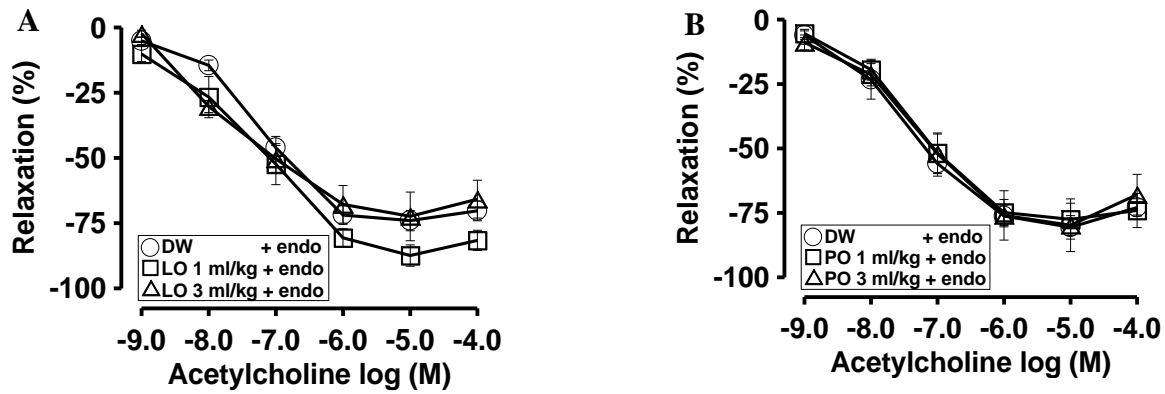 A
0
-25
-50
-75
-100
Relaxation (%)
DW + endo
LO 1 ml/kg + endo
LO 3 ml/kg + endo
-9.0 -8.0 -7.0 -6.0 -5.0 -4.0
Acetylcholine log (M)
B
0
-25
-50
-75
-100
Relaxation (%)
DW + endo
PO 1 ml/kg + endo
PO 3 ml/kg + endo
-9.0 -8.0 -7.0 -6.0 -5.0 -4.0
Acetylcholine log (M)